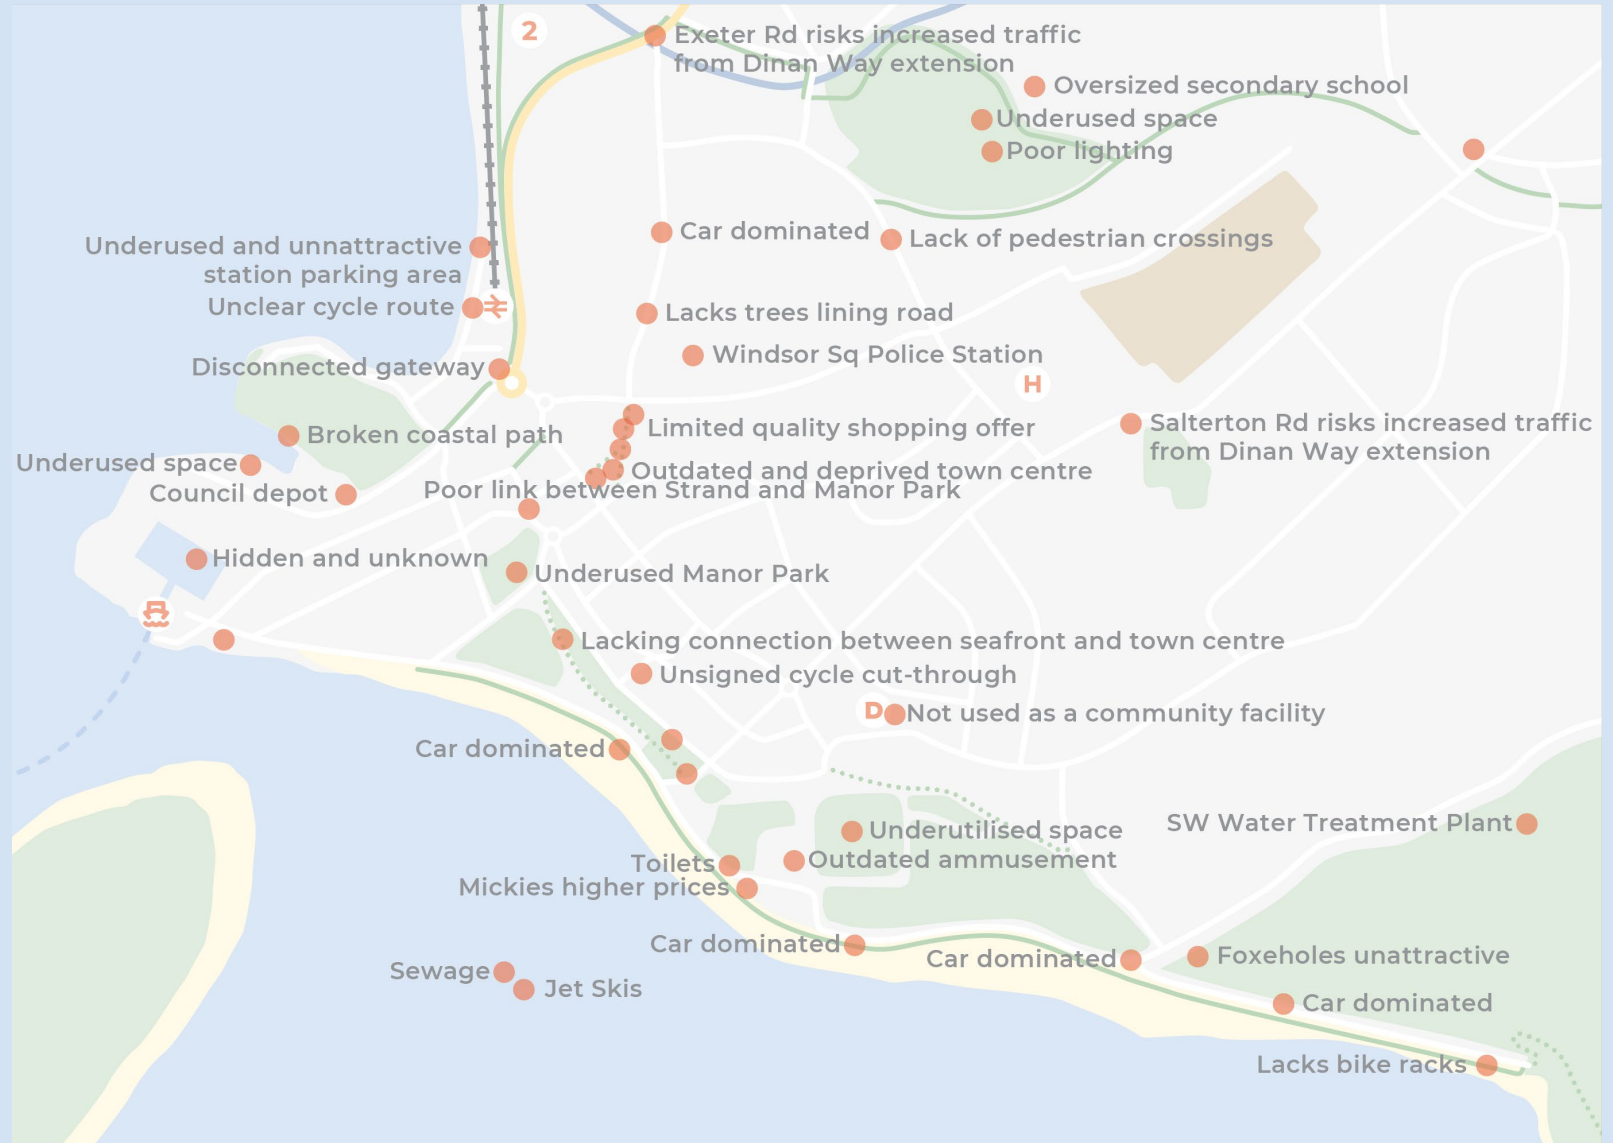 2
Exeter Rd risks increased traffic
from Dinan Way extension
Oversized secondary school
Underused space
Poor lighting
Car dominated
Lack of pedestrian crossings
Underused and unnattractive
station parking area
Unclear cycle route
Lacks trees lining road
Windsor Sq Police Station
Disconnected gateway
H
Salterton Rd risks increased traffic
from Dinan Way extension
Limited quality shopping offer
Broken coastal path
Underused space
Outdated and deprived town centre
Council depot
Poor link between Strand and Manor Park
Hidden and unknown
Underused Manor Park
Lacking connection between seafront and town centre
Unsigned cycle cut-through
D
Not used as a community facility
Car dominated
SW Water Treatment Plant
Underutilised space
Toilets
Outdated ammusement
Mickies higher prices
Car dominated
Car dominated
Foxeholes unattractive
Sewage
Jet Skis
Car dominated
Lacks bike racks